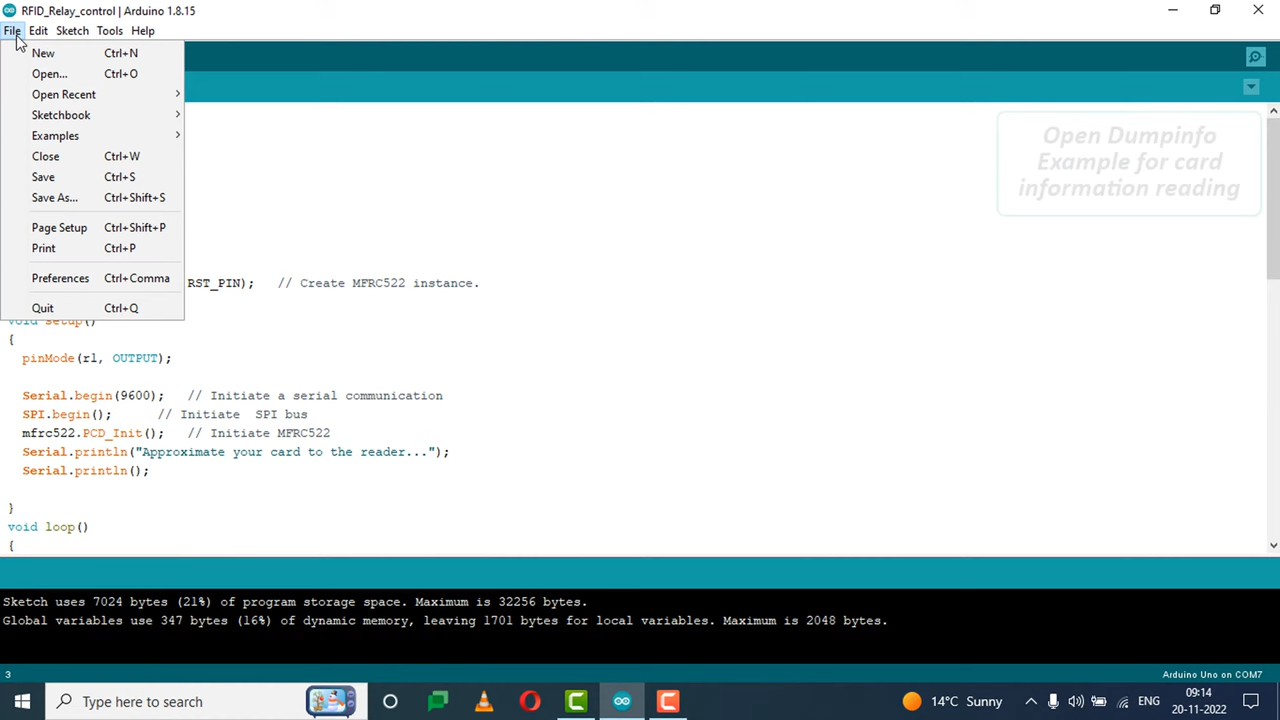 RFID_Relay_control | Arduino 1.8.15
File Edit Sketch Tools Help
New Ctrl+N
Open... Ctrl+O
Open Recent
Sketchbook
Examples
Close Ctrl+W
Save Ctrl+S
Save As... Ctrl+Shift+S
Page Setup Ctrl+Shift+P
Print Ctrl+P
Preferences Ctrl+Comma
Quit Ctrl+Q
Open Dumpinfo
Example for card
information reading
RST_PIN); // Create MFRC522 instance.
void setup()
{
pinMode(rl, OUTPUT);
Serial.begin(9600); // Initiate a serial communication
SPI.begin(); // Initiate SPI bus
mfrc522.PCD_Init(); // Initiate MFRC522
Serial.println("Approximate your card to the reader...");
Serial.println();
}
void loop()
{
Sketch uses 7024 bytes (21%) of program storage space. Maximum is 32256 bytes.
Global variables use 347 bytes (16%) of dynamic memory, leaving 1701 bytes for local variables. Maximum is 2048 bytes.
3 Arduino Uno on COM7
Type here to search
14°C Sunny
ENG
09:14
20-11-2022